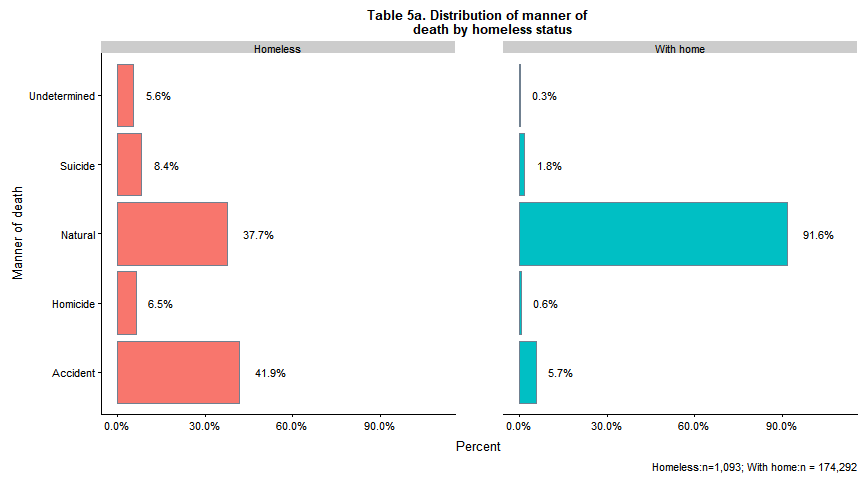 Table 5a. Distribution of manner of
death by homeless status
Homeless
With home
Manner of death
Undetermined
5.6%
0.3%
Suicide
8.4%
1.8%
Natural
37.7%
91.6%
Homicide
6.5%
0.6%
Accident
41.9%
5.7%
0.0% 30.0% 60.0% 90.0%
0.0% 30.0% 60.0% 90.0%
Percent
Homeless:n=1,093; With home:n = 174,292